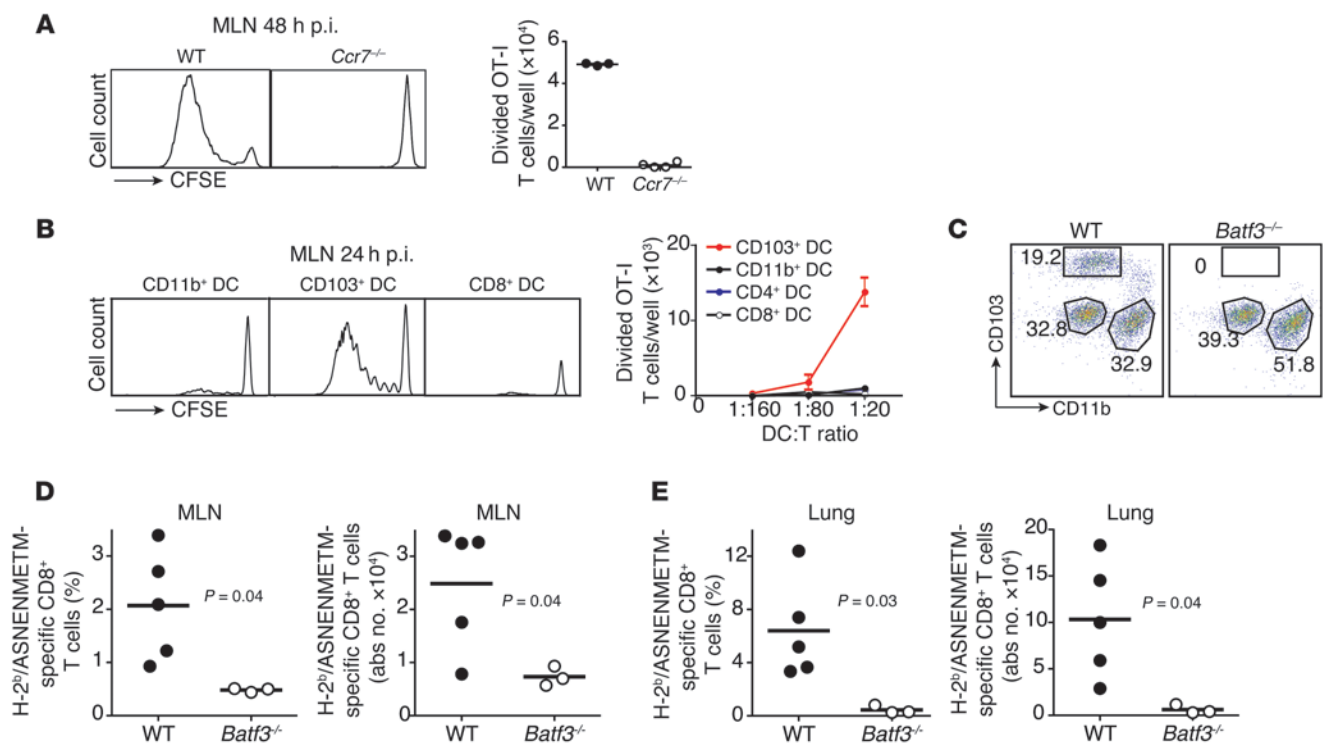 A
MLN 48 h p.i.
WT
Ccr7–/–
Cell count
CFSE
Divided OT-I
T cells/well (×10⁴)
6
4
2
0
WT
Ccr7–/–
B
MLN 24 h p.i.
CD11b⁺ DC
CD103⁺ DC
CD8⁺ DC
Cell count
CFSE
Divided OT-I
T cells/well (×10³)
20
10
0
CD103⁺ DC
CD11b⁺ DC
CD4⁺ DC
CD8⁺ DC
0
1:160
1:80
1:20
DC:T ratio
C
WT
Batf3–/–
19.2
32.8
32.9
0
39.3
51.8
CD103
CD11b
D
MLN
H-2ᵇ/ASNENMETM-
specific CD8⁺
T cells (%)
3
2
1
0
P = 0.04
WT
Batf3-/-
MLN
H-2ᵇ/ASNENMETM-
specific CD8⁺ T cells
(abs no. ×10⁴)
3
2
1
0
P = 0.04
WT
Batf3-/-
E
Lung
H-2ᵇ/ASNENMETM-
specific CD8⁺
T cells (%)
12
8
4
0
P = 0.03
WT
Batf3-/-
Lung
H-2ᵇ/ASNENMETM-
specific CD8⁺ T cells
(abs no. ×10⁴)
20
15
10
5
0
P = 0.04
WT
Batf3-/-